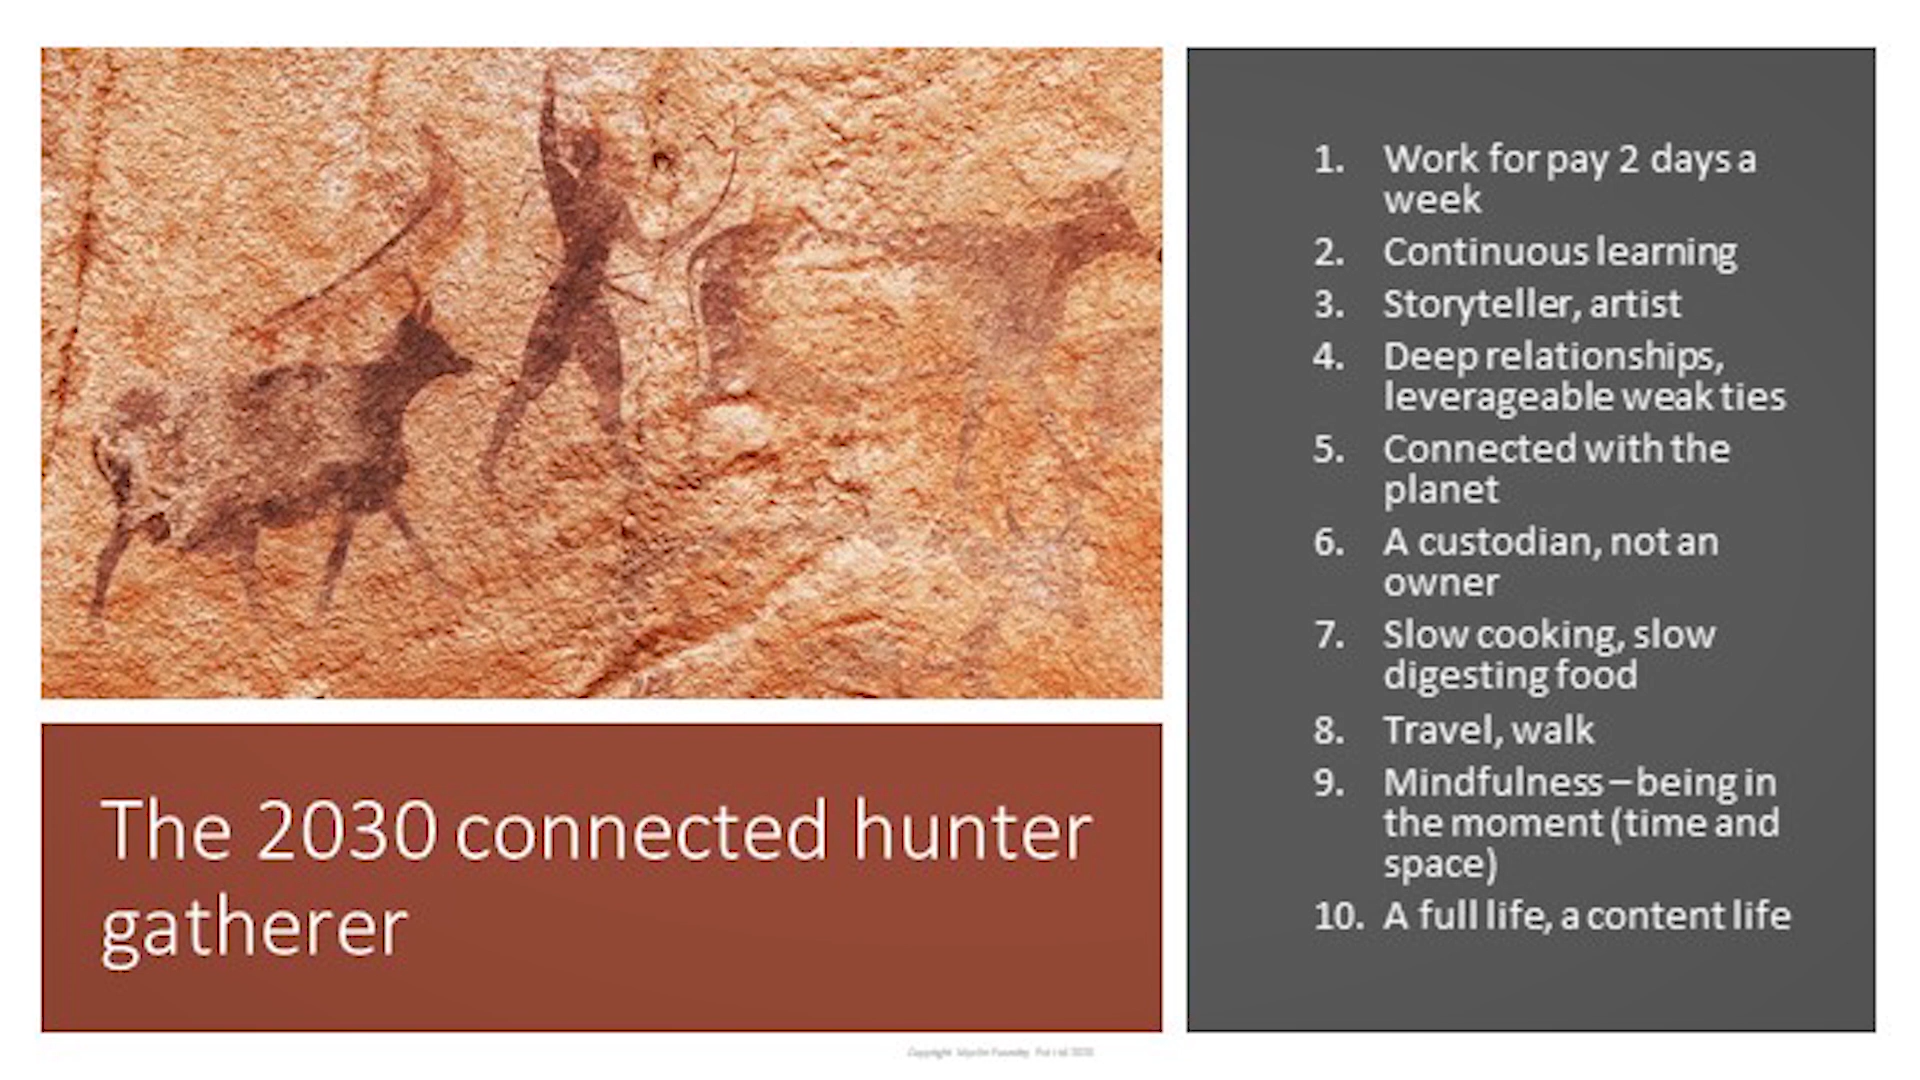 The 2030 connected hunter
gatherer
1. Work for pay 2 days a
week
2. Continuous learning
3. Storyteller, artist
4. Deep relationships,
leverageable weak ties
5. Connected with the
planet
6. A custodian, not an
owner
7. Slow cooking, slow
digesting food
8. Travel, walk
9. Mindfulness – being in
the moment (time and
space)
10. A full life, a content life
Copyright